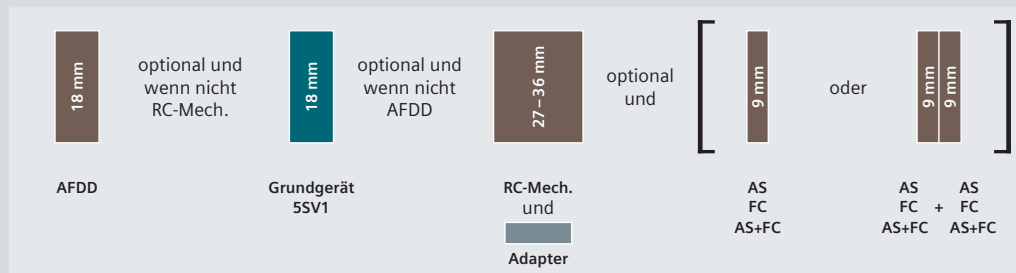 18 mm
optional und
wenn nicht
RC-Mech.
18 mm
optional und
wenn nicht
AFDD
27–36 mm
optional
und
9 mm
oder
9 mm
9 mm
AFDD
Grundgerät
5SV1
RC-Mech.
und
Adapter
AS
FC
AS+FC
AS AS
FC + FC
AS+FC AS+FC